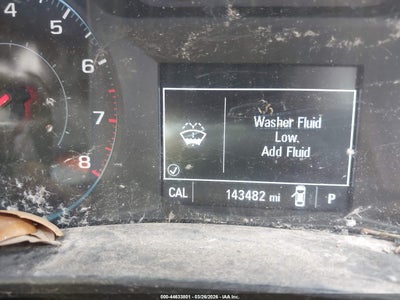 4
5
6
7
8
Washer Fluid
Low.
Add Fluid
CAL 143482 mi P
000-44633801 - 03/26/2026 - IAA Inc.